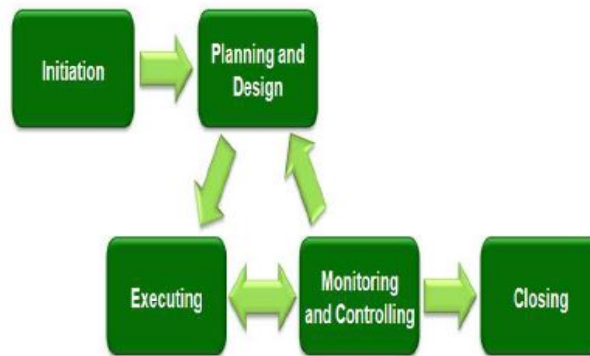 Initiation
Planning and
Design
Executing
Monitoring
and Controlling
Closing